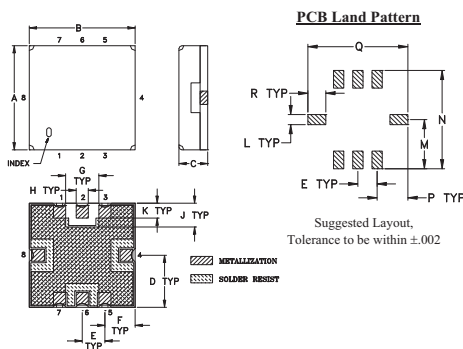 PCB Land Pattern
B
7 6 5
A
8
4
INDEX
1 2 3
C
Q
R TYP
L TYP
E TYP
N
M
P TYP
Suggested Layout,
Tolerance to be within ±.002
G
TYP
H TYP
1 2 3
K TYP
J TYP
8
4
D
TYP
7 6 5
F
TYP
E
TYP
METALLIZATION
SOLDER RESIST